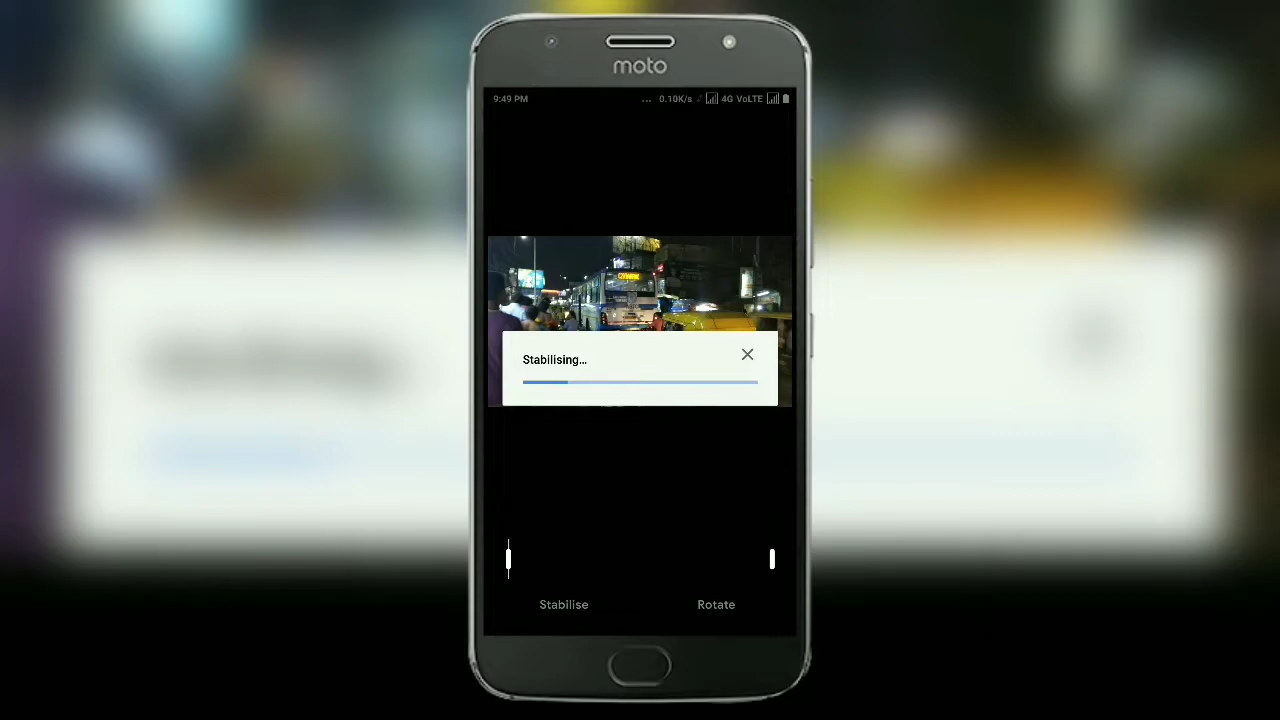 moto
9:49 PM
... 0.10K/s 4G VoLTE
Stabilising...
Stabilise
Rotate